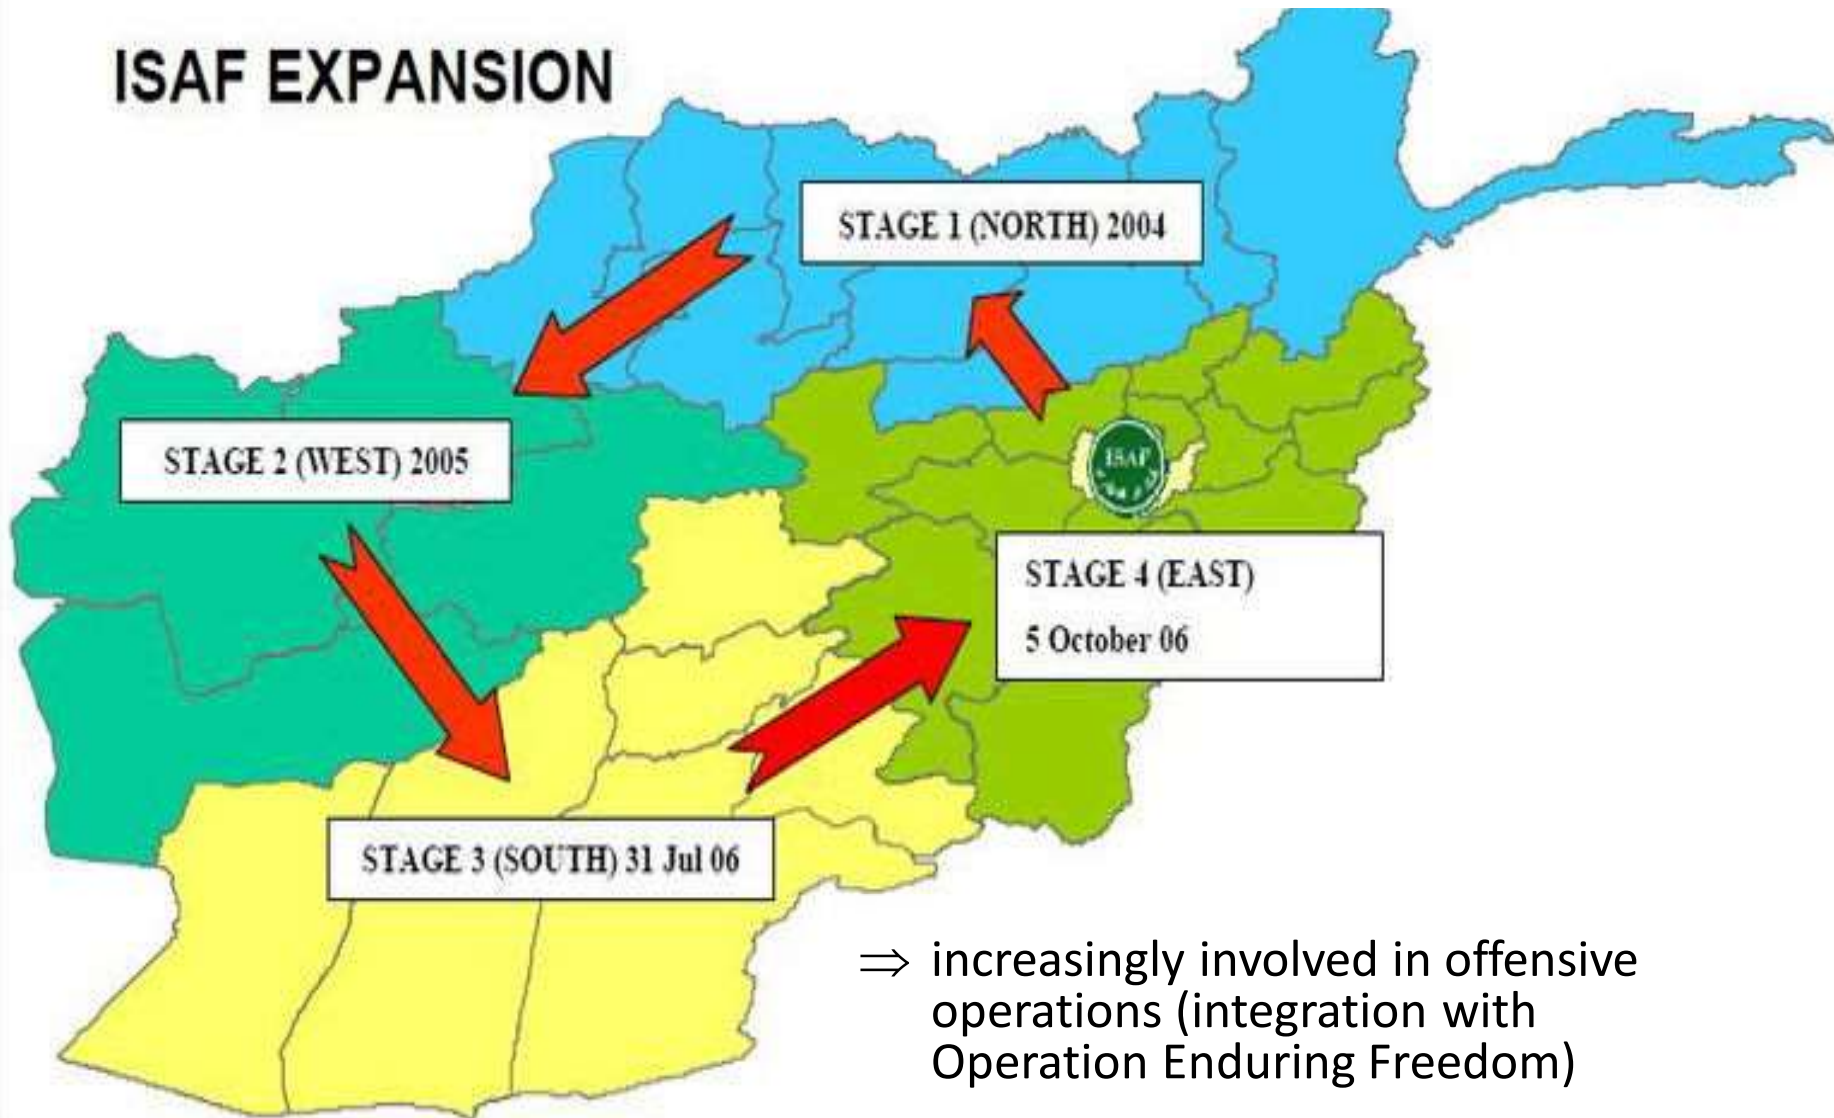 ISAF EXPANSION
STAGE 1 (NORTH) 2004
STAGE 2 (WEST) 2005
ISAF
STAGE 4 (EAST)
5 October 06
STAGE 3 (SOUTH) 31 Jul 06
⇒ increasingly involved in offensive
operations (integration with
Operation Enduring Freedom)